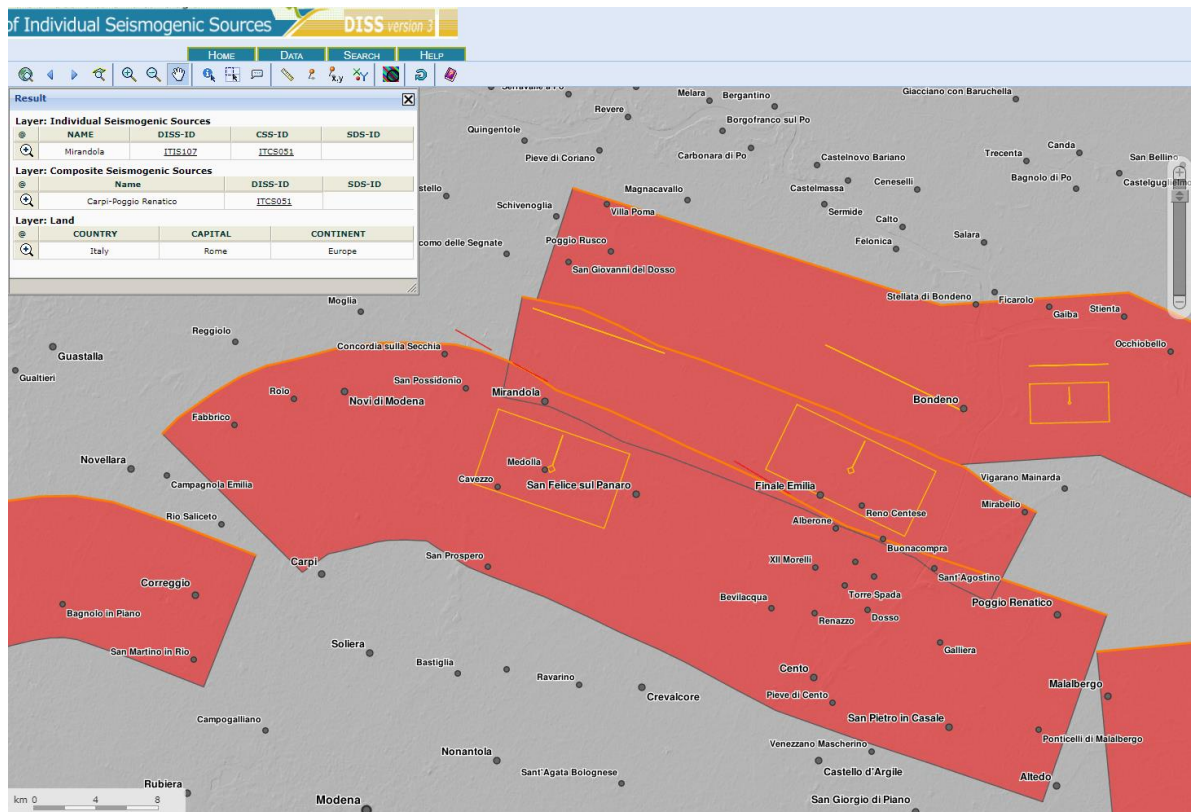 of Individual Seismogenic Sources
DISS version 3
HOME DATA SEARCH HELP
Result
Layer: Individual Seismogenic Sources
@ NAME DISS-ID CSS-ID SDS-ID
Mirandola ITIS107 ITCS051
Layer: Composite Seismogenic Sources
@ Name DISS-ID SDS-ID
Carpi-Poggio Renatico ITCS051
Layer: Land
@ COUNTRY CAPITAL CONTINENT
Italy Rome Europe
Serravalle a Po
Melara
Bergantino
Giacciano con Baruchella
Revere
Borgofranco sul Po
Quingentole
Pieve di Coriano
Carbonara di Po
Castelnovo Bariano
Trecenta
Canda
San Bellino
Castelmassa
Ceneselli
Bagnolo di Po
Castelguglielmo
Magnacavallo
Schivenoglia
Villa Poma
Sermide
Calto
Salara
Felonica
como delle Segnate
Poggio Rusco
San Giovanni del Dosso
Moglia
Stellata di Bondeno
Ficarolo
Gaiba
Stienta
Reggiolo
Guastalla
Concordia sulla Secchia
Occhiobello
Gualtieri
Rolo
San Possidonio
Novi di Modena
Mirandola
Bondeno
Fabbrico
Novellara
Medolla
Cavezzo
San Felice sul Panaro
Finale Emilia
Vigarano Mainarda
Campagnola Emilia
Reno Centese
Mirabello
Rio Saliceto
Alberone
Buonacompra
San Prospero
Carpi
XII Morelli
Sant'Agostino
Correggio
Bevilacqua
Torre Spada
Poggio Renatico
Bagnolo in Piano
Renazzo
Dosso
San Martino in Rio
Soliera
Galliera
Bastiglia
Ravarino
Cento
Malalbergo
Crevalcore
Pieve di Cento
Campogalliano
San Pietro in Casale
Ponticelli di Malalbergo
Nonantola
Venezzano Mascherino
Sant'Agata Bolognese
Castello d'Argile
Altedo
Rubiera
km 0 4 8
Modena
San Giorgio di Piano